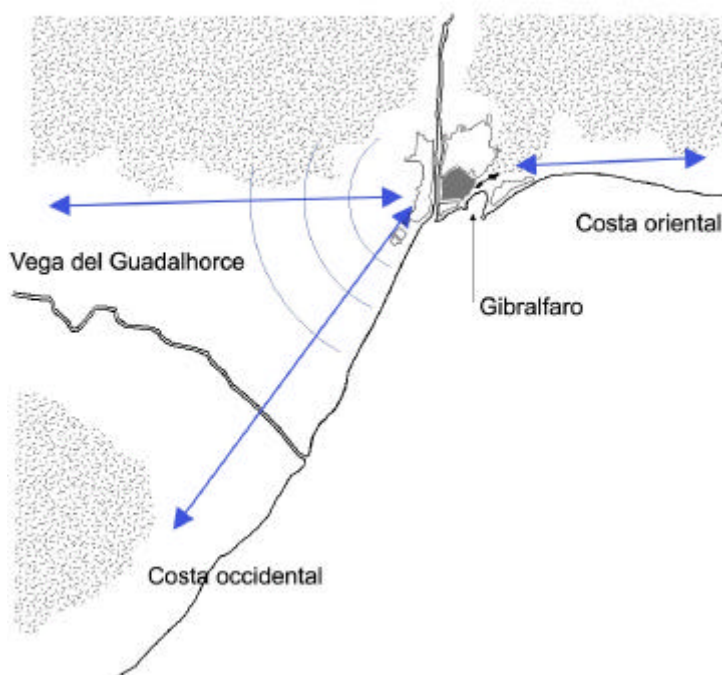 Costa oriental
Vega del Guadalhorce
Gibralfaro
Costa occidental